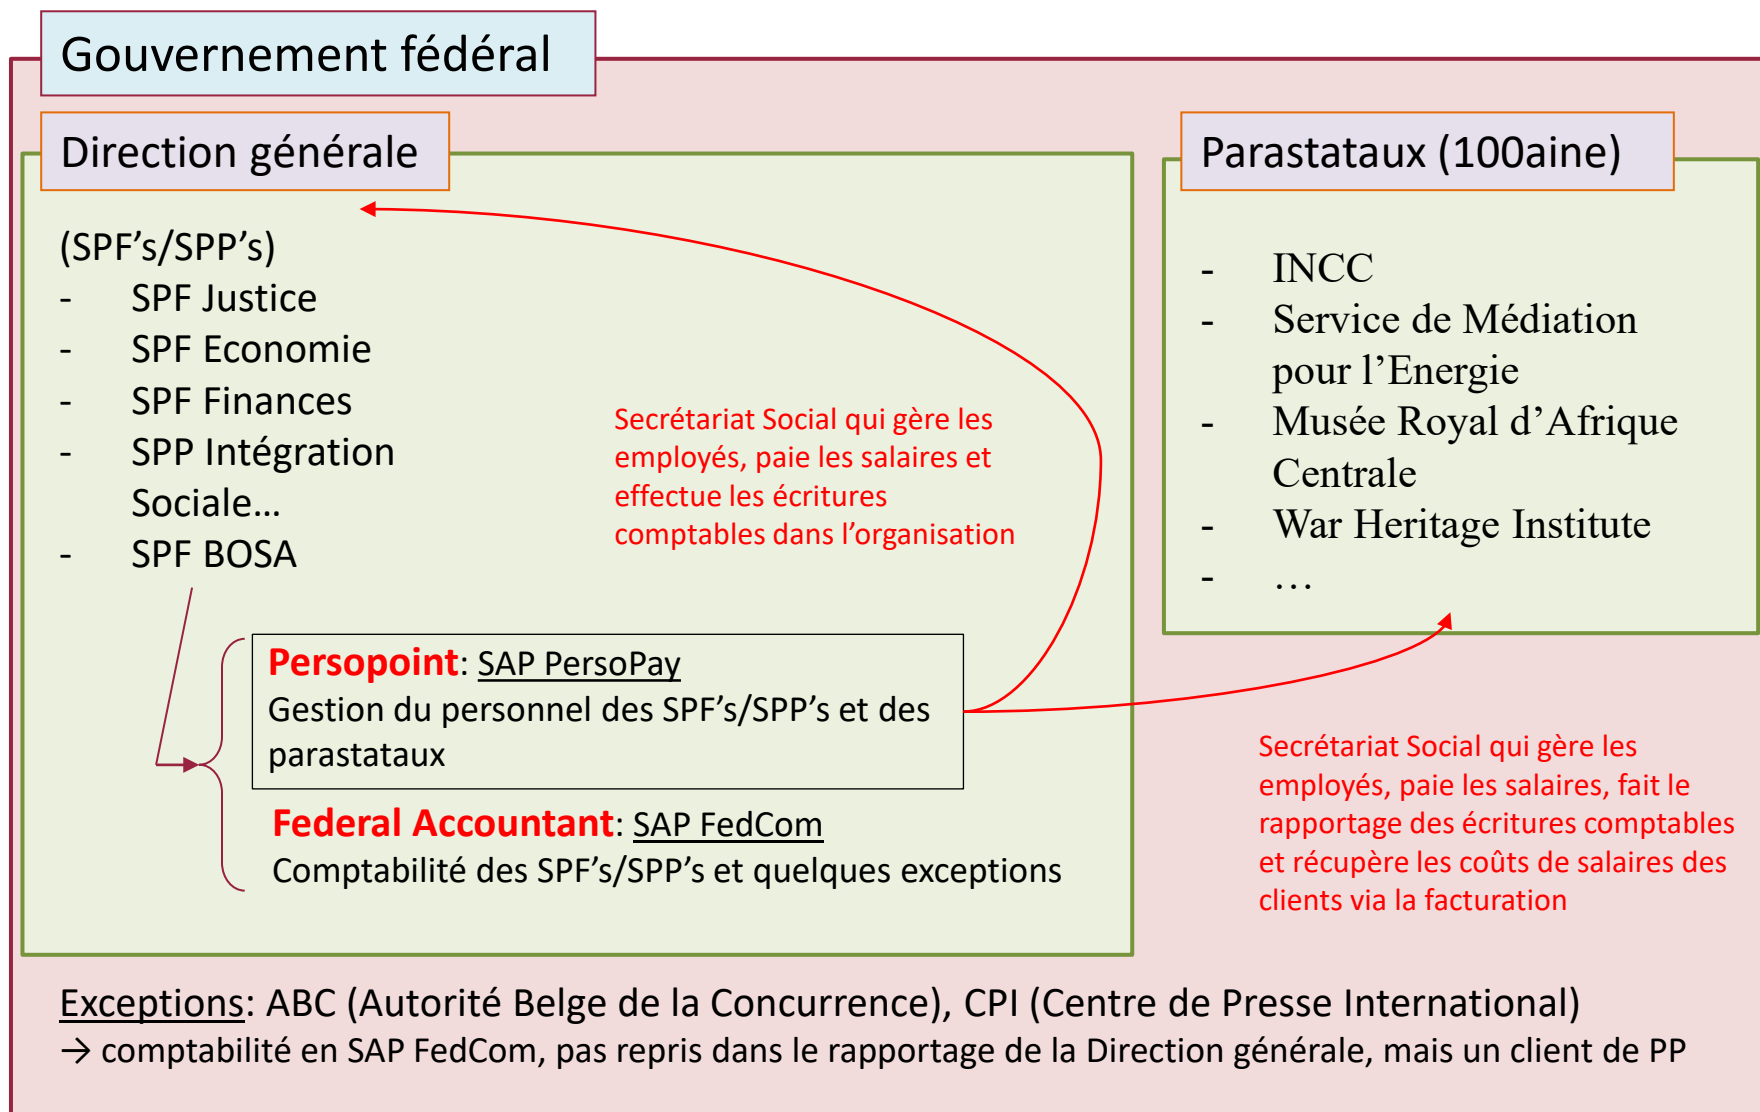 Gouvernement fédéral
Direction générale
(SPF’s/SPP’s)
- SPF Justice
- SPF Economie
- SPF Finances
- SPP Intégration
Sociale…
- SPF BOSA
Secrétariat Social qui gère les
employés, paie les salaires et
effectue les écritures
comptables dans l’organisation
Persopoint: SAP PersoPay
Gestion du personnel des SPF’s/SPP’s et des
parastataux
Federal Accountant: SAP FedCom
Comptabilité des SPF’s/SPP’s et quelques exceptions
Parastataux (100aine)
- INCC
- Service de Médiation
pour l’Energie
- Musée Royal d’Afrique
Centrale
- War Heritage Institute
- …
Secrétariat Social qui gère les
employés, paie les salaires, fait le
rapportage des écritures comptables
et récupère les coûts de salaires des
clients via la facturation
Exceptions: ABC (Autorité Belge de la Concurrence), CPI (Centre de Presse International)
→ comptabilité en SAP FedCom, pas repris dans le rapportage de la Direction générale, mais un client de PP